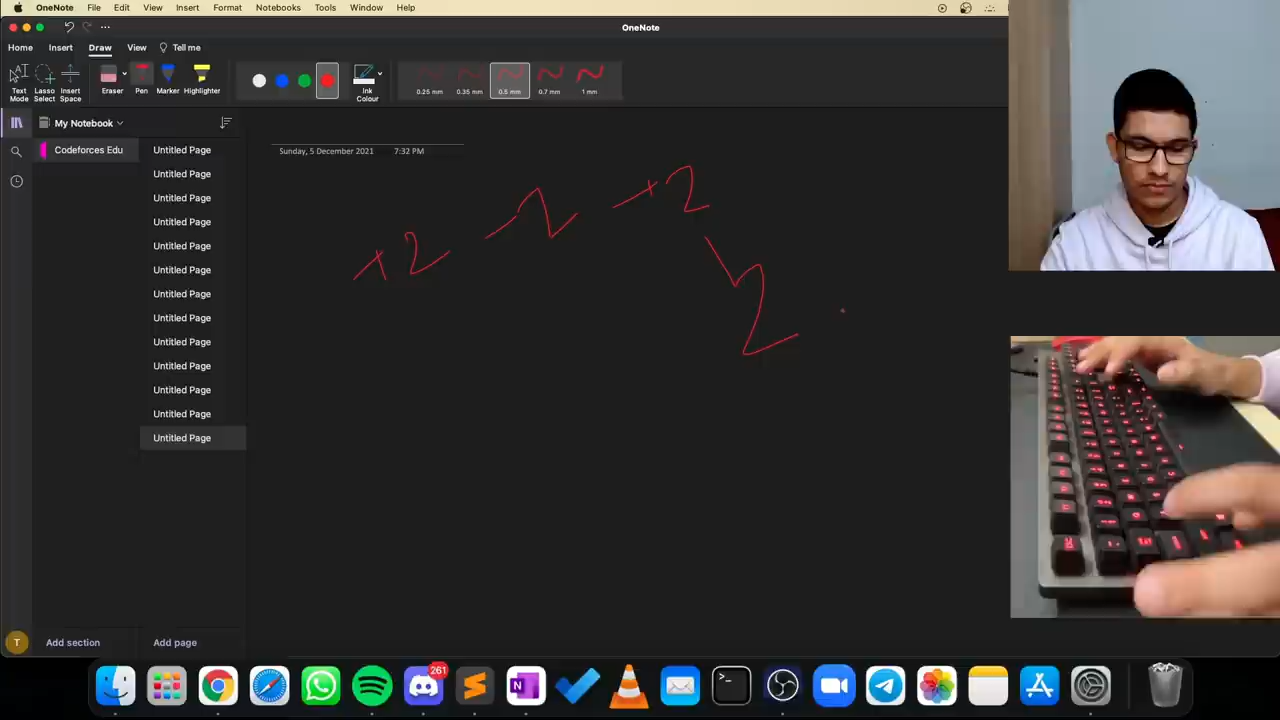 OneNote File Edit View Insert Format Notebooks Tools Window Help
OneNote
Home Insert Draw View Tell me
Text Mode
Lasso Select
Insert Space
Eraser
Pen
Marker
Highlighter
Ink Colour
0.25 mm 0.35 mm 0.5 mm 0.7 mm 1 mm
My Notebook
Codeforces Edu
Untitled Page
Untitled Page
Untitled Page
Untitled Page
Untitled Page
Untitled Page
Untitled Page
Untitled Page
Untitled Page
Untitled Page
Untitled Page
Untitled Page
Untitled Page
Sunday, 5 December 2021 7:32 PM
+2 -2 +2
2
T
Add section Add page
261